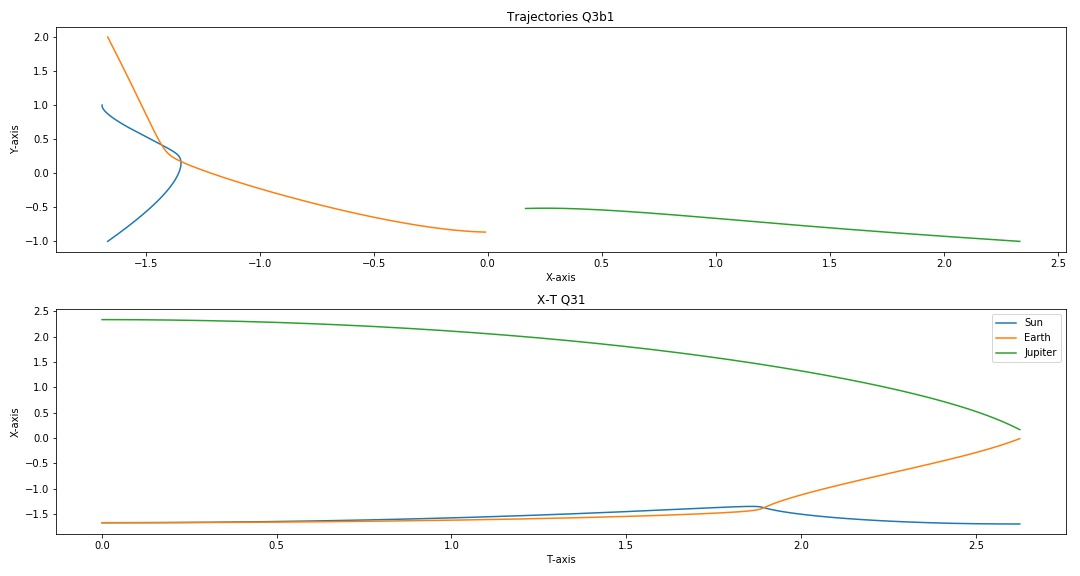 Trajectories Q3b1
Y-axis
2.0
1.5
1.0
0.5
0.0
−0.5
−1.0
−1.5 −1.0 −0.5 0.0 0.5 1.0 1.5 2.0 2.5
X-axis
X-T Q31
X-axis
2.5
2.0
1.5
1.0
0.5
0.0
−0.5
−1.0
−1.5
Sun
Earth
Jupiter
0.0 0.5 1.0 1.5 2.0 2.5
T-axis